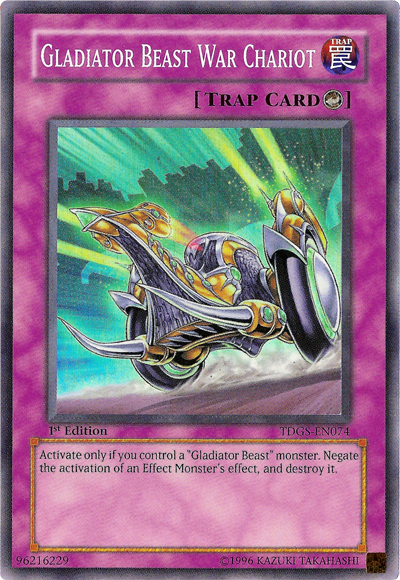 GLADIATOR BEAST WAR CHARIOT
TRAP
罠
[TRAP CARD]
1st Edition
TDGS-EN074
Activate only if you control a "Gladiator Beast" monster. Negate
the activation of an Effect Monster's effect, and destroy it.
96216229
©1996 KAZUKI TAKAHASHI